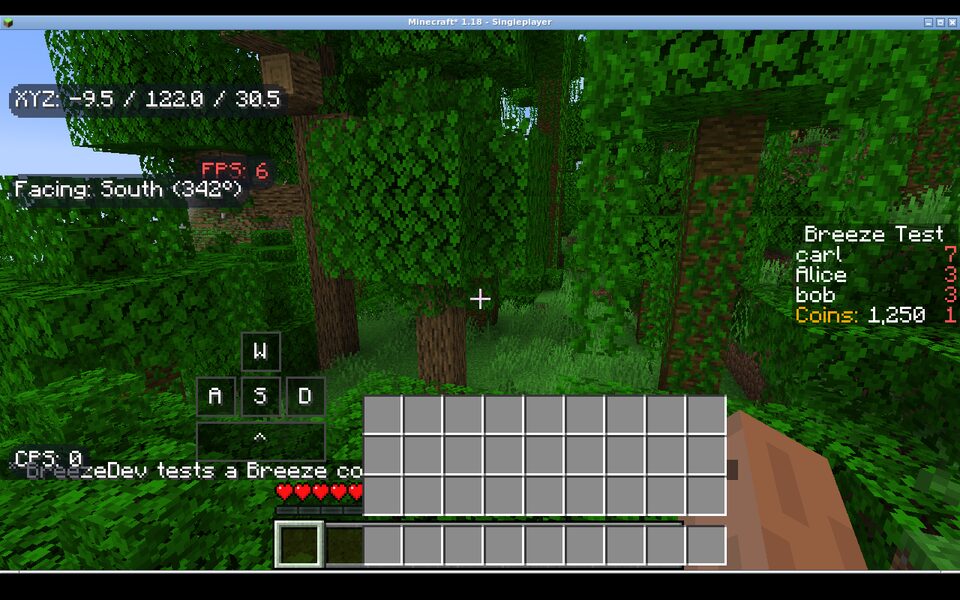 Minecraft* 1.18 - Singleplayer
XYZ: -9.5 / 122.0 / 30.5
FPS: 6
Facing: South (342°)
Breeze Test
carl 7
Alice 3
bob 3
Coins: 1,250 1
W
A S D
^
CPS: 0
BreezeDev tests a Breeze co